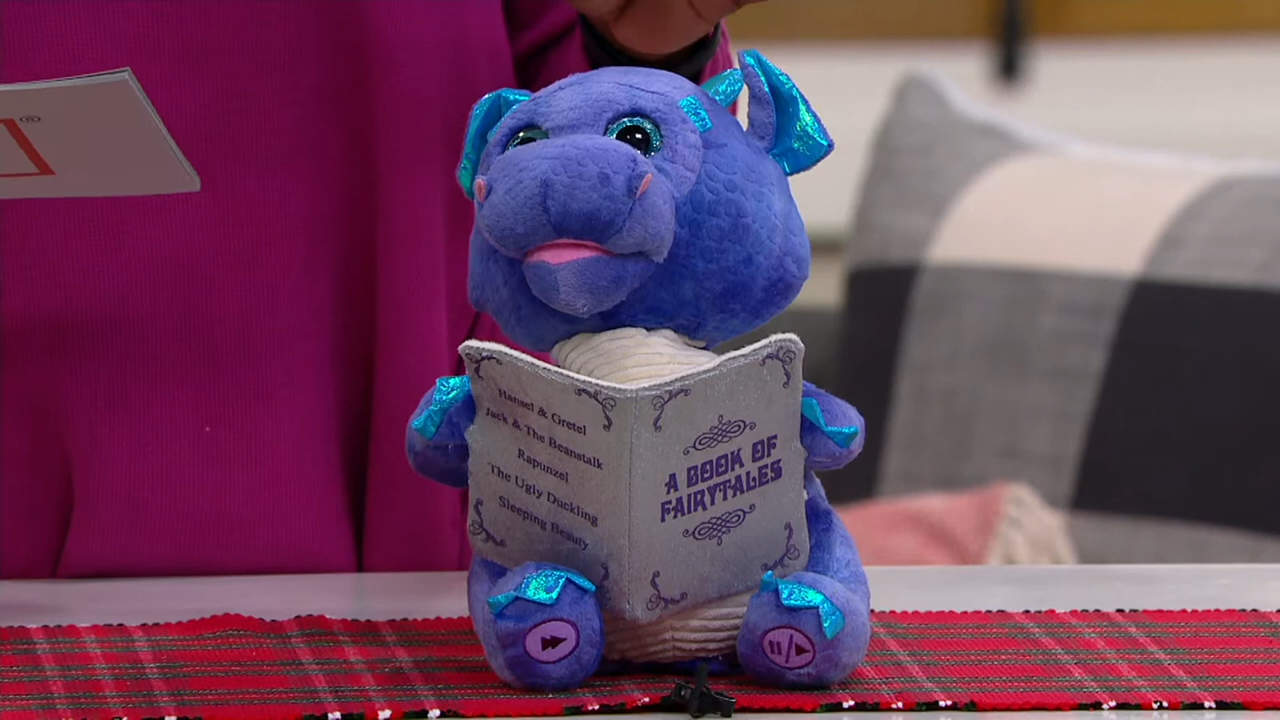 ®
Hansel & Gretel
Jack & The Beanstalk
Rapunzel
The Ugly Duckling
Sleeping Beauty
A BOOK OF
FAIRYTALES